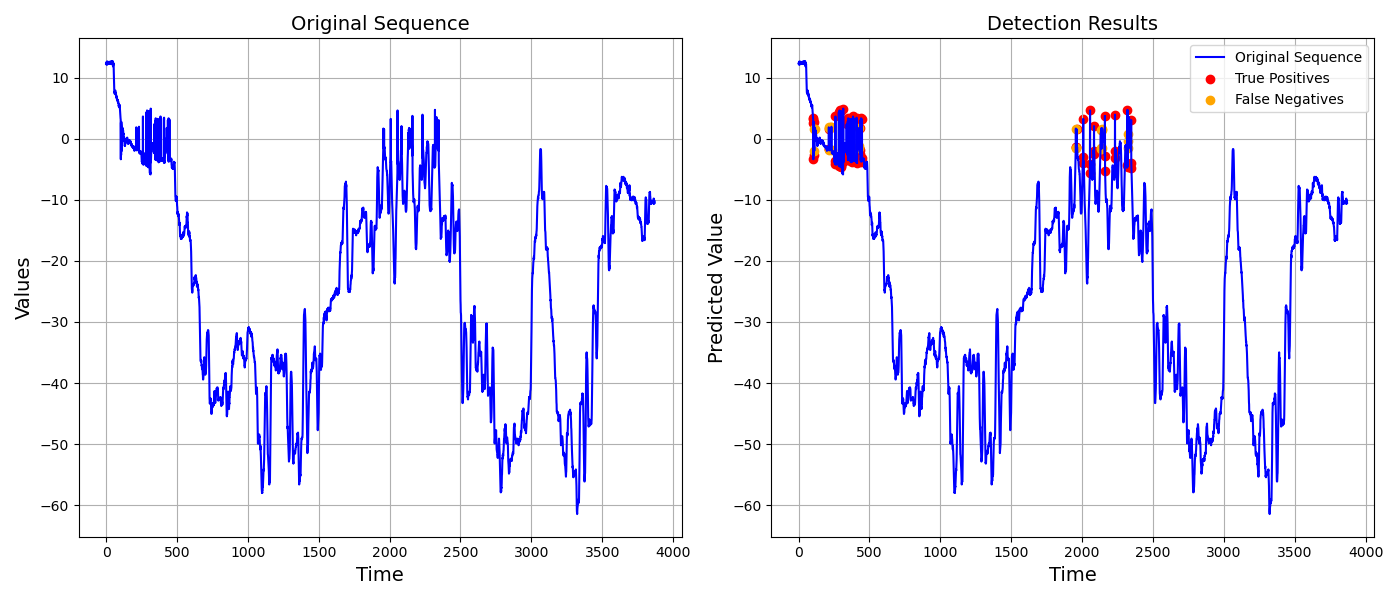 Original Sequence
10
0
−10
−20
−30
−40
−50
−60
Values
0 500 1000 1500 2000 2500 3000 3500 4000
Time
Detection Results
Original Sequence
True Positives
False Negatives
10
0
−10
−20
−30
−40
−50
−60
Predicted Value
0 500 1000 1500 2000 2500 3000 3500 4000
Time